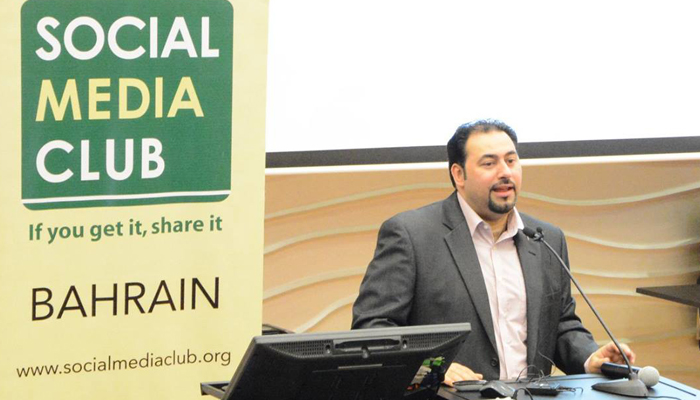 SOCIAL
MEDIA
CLUB
If you get it, share it
BAHRAIN
www.socialmediaclub.org